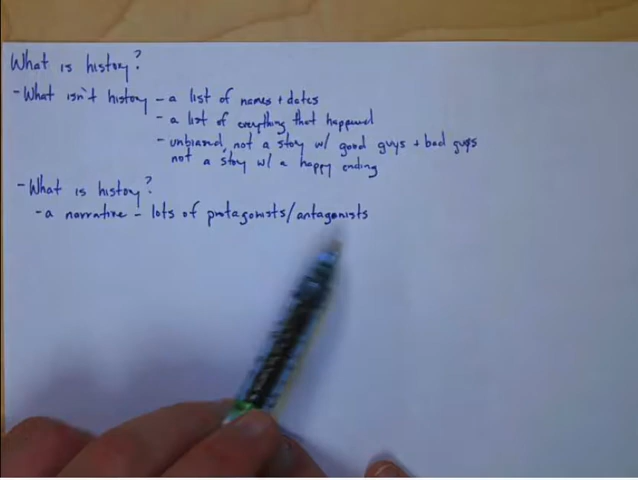 What is history?
- What isn't history - a list of names + dates
- a list of everything that happened
- unbiased, not a story w/ good guys + bad guys
not a story w/ a happy ending
- What is history?
- a narrative - lots of protagonists/antagonists